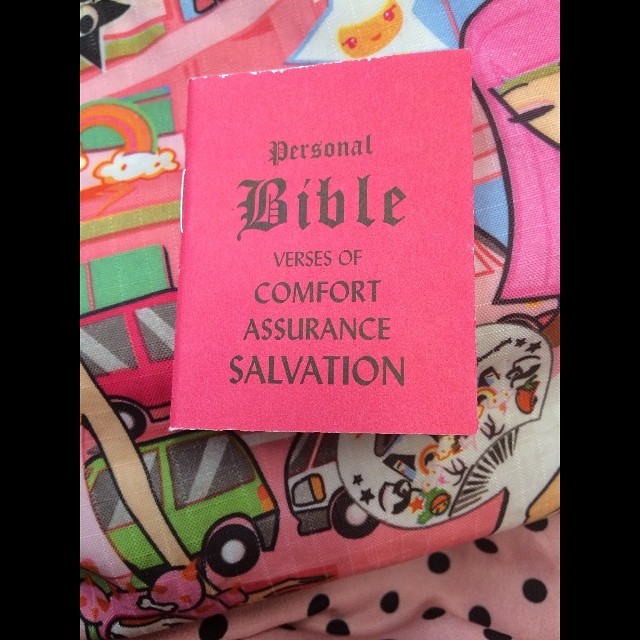 Personal
Bible
VERSES OF
COMFORT
ASSURANCE
SALVATION